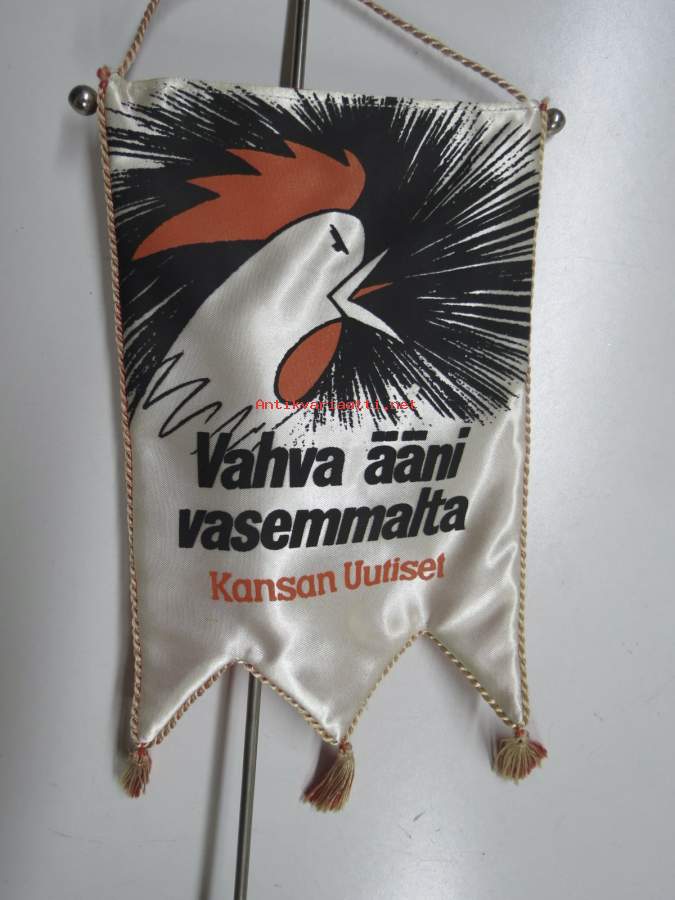 Antikvariaatti.net
Vahva ääni
vasemmalta
Kansan Uutiset